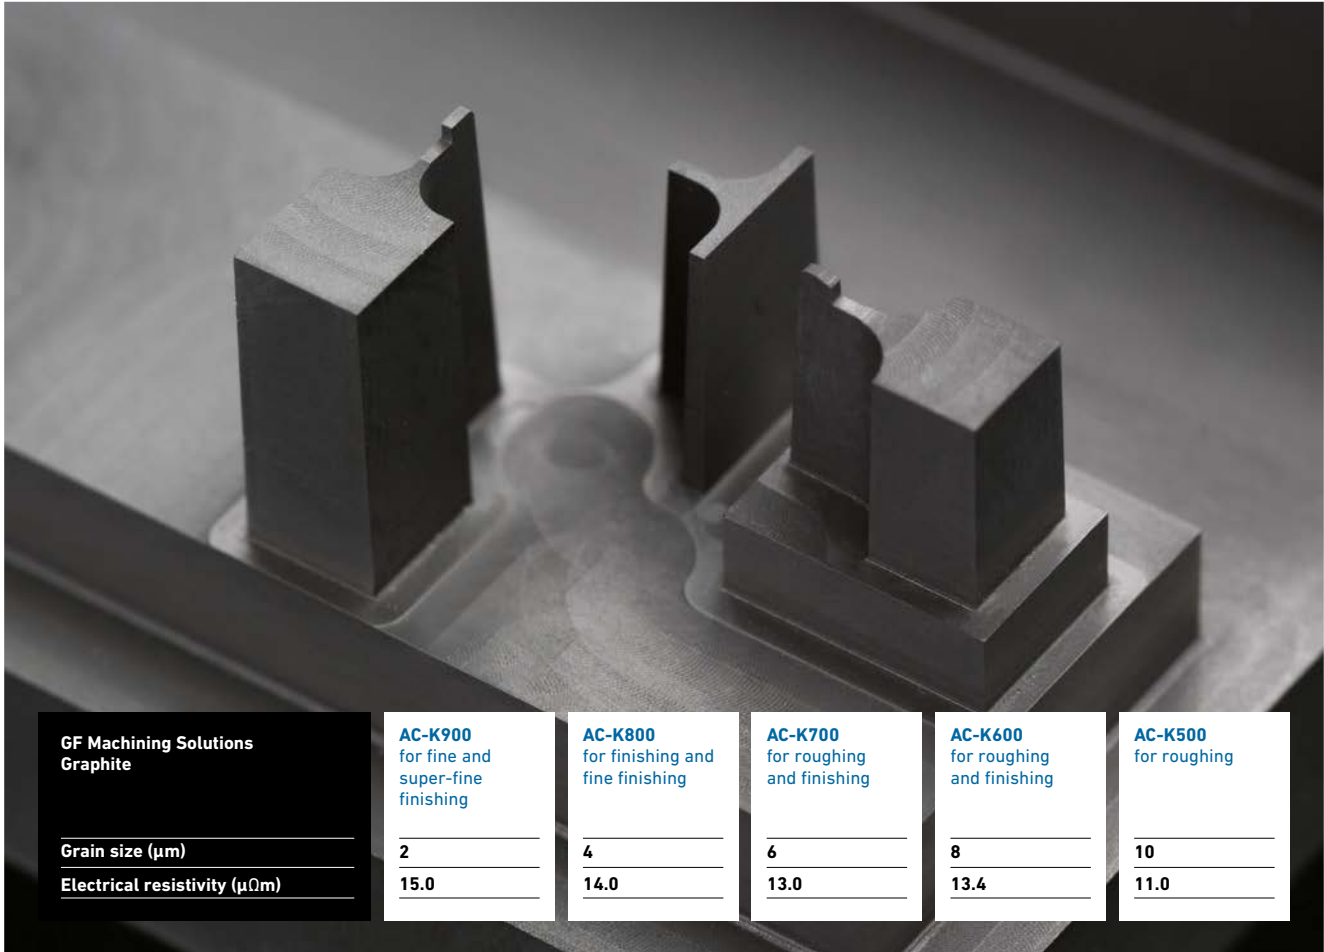 GF Machining Solutions
Graphite
AC-K900
for fine and
super-fine
finishing
AC-K800
for finishing and
fine finishing
AC-K700
for roughing
and finishing
AC-K600
for roughing
and finishing
AC-K500
for roughing
Grain size (µm) 2 4 6 8 10
Electrical resistivity (µΩm) 15.0 14.0 13.0 13.4 11.0